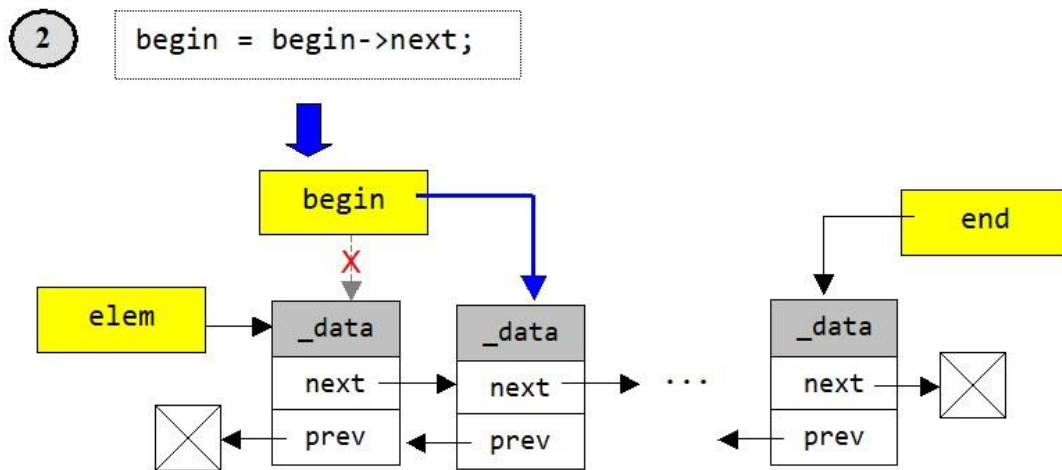 2
begin = begin->next;
begin
end
X
elem
_data
_data
_data
next
next
...
next
prev
prev
prev